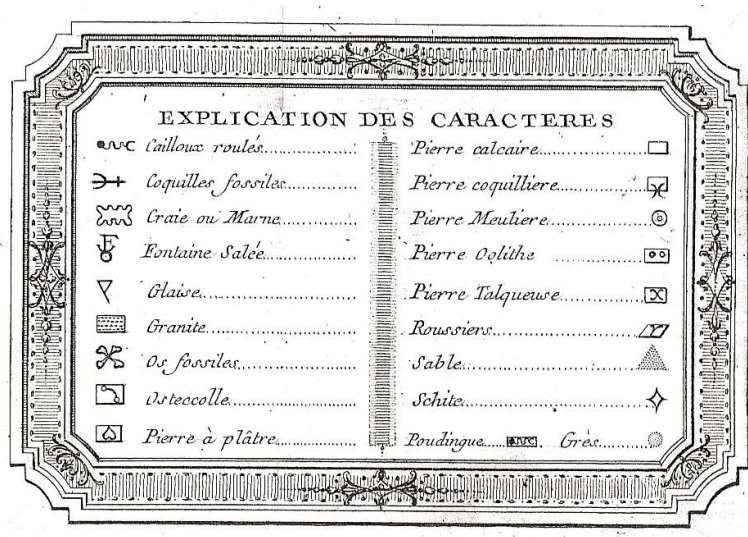 EXPLICATION DES CARACTERES
Cailloux roulés
Coquilles fossiles
Craie ou Marne
Fontaine Salée
Glaise
Granite
Os fossiles
Osteccolle
Pierre à plâtre
Pierre calcaire
Pierre coquilliere
Pierre Meuliere
Pierre Oolithe
Pierre Talqueuse
Roussiers
Sable
Schite
Poudingue Grès